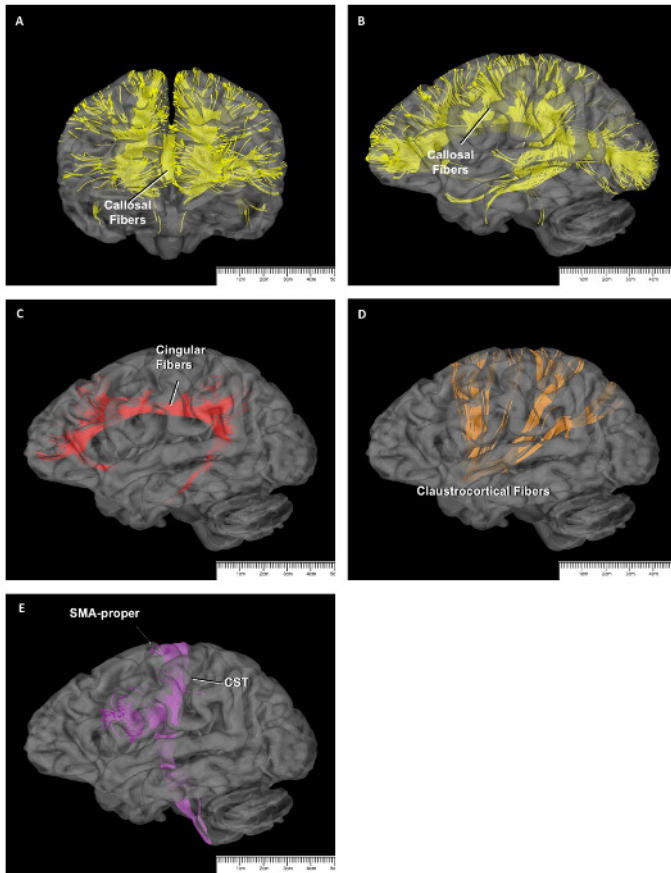 A
Callosal
Fibers
B
Callosal
Fibers
C
Cingular
Fibers
D
Claustrocortical Fibers
E
SMA-proper
CST